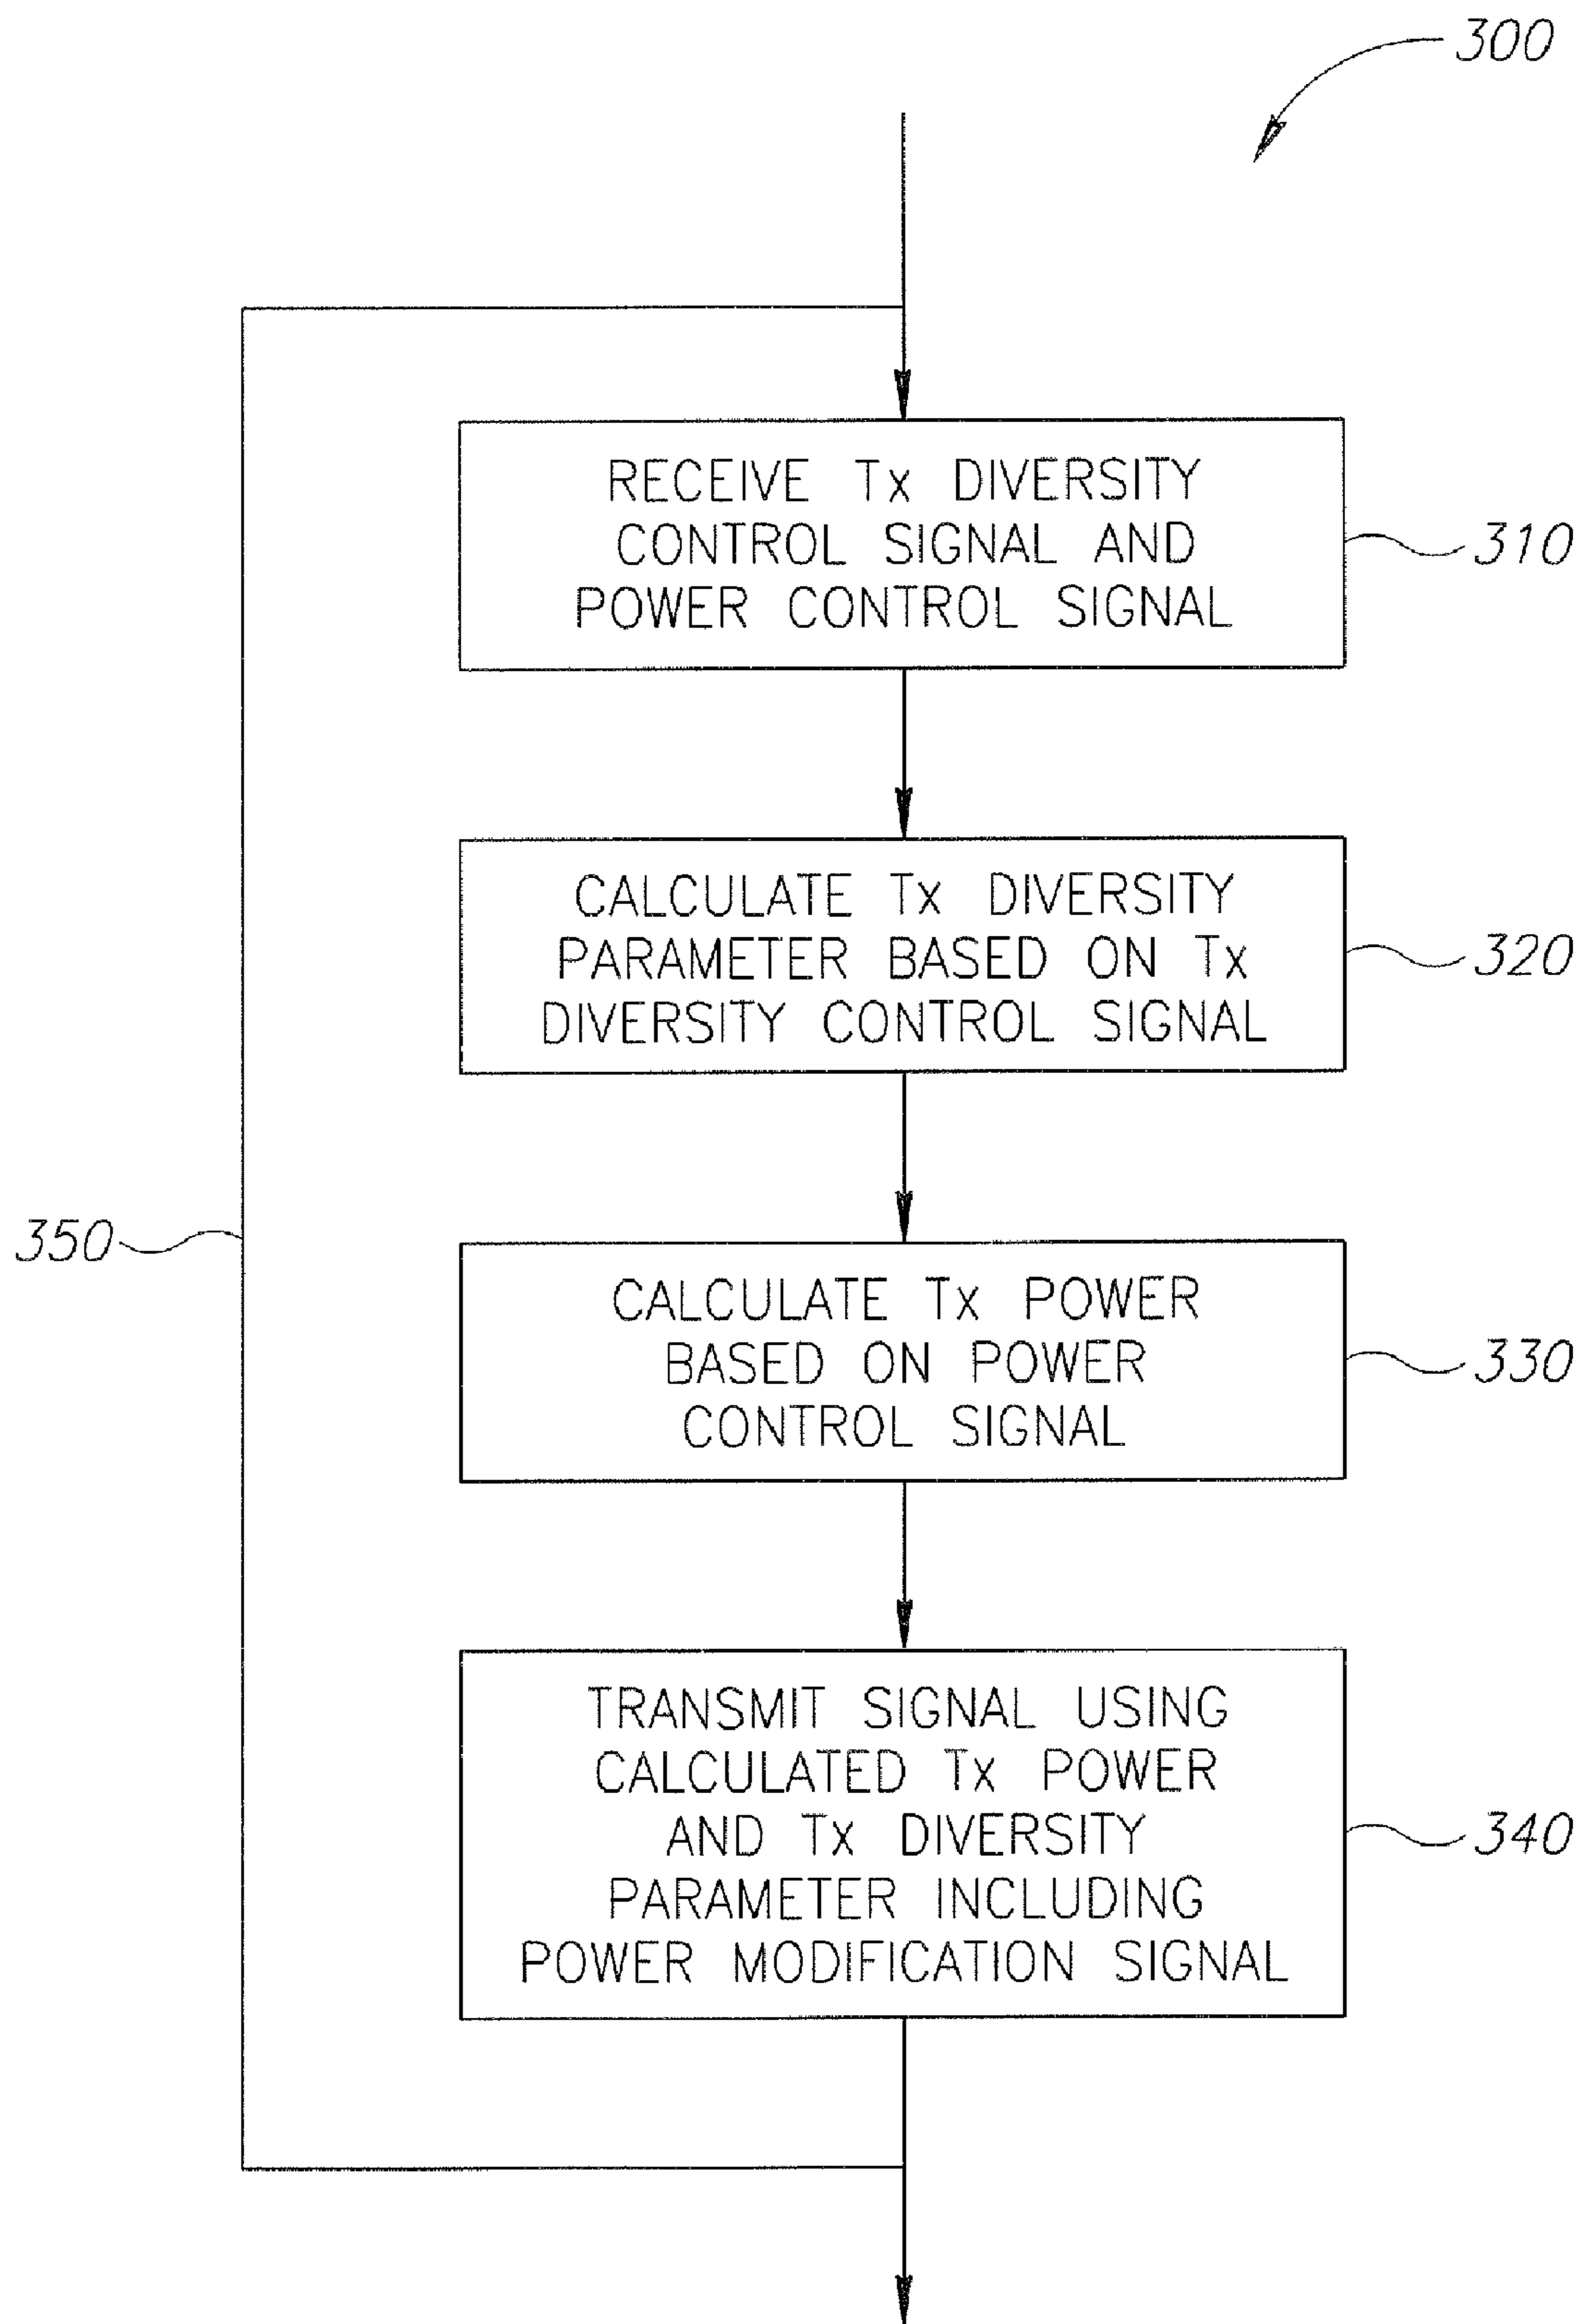 300
RECEIVE Tx DIVERSITY
CONTROL SIGNAL AND
POWER CONTROL SIGNAL
310
CALCULATE Tx DIVERSITY
PARAMETER BASED ON Tx
DIVERSITY CONTROL SIGNAL
320
350
CALCULATE Tx POWER
BASED ON POWER
CONTROL SIGNAL
330
TRANSMIT SIGNAL USING
CALCULATED Tx POWER
AND Tx DIVERSITY
PARAMETER INCLUDING
POWER MODIFICATION SIGNAL
340